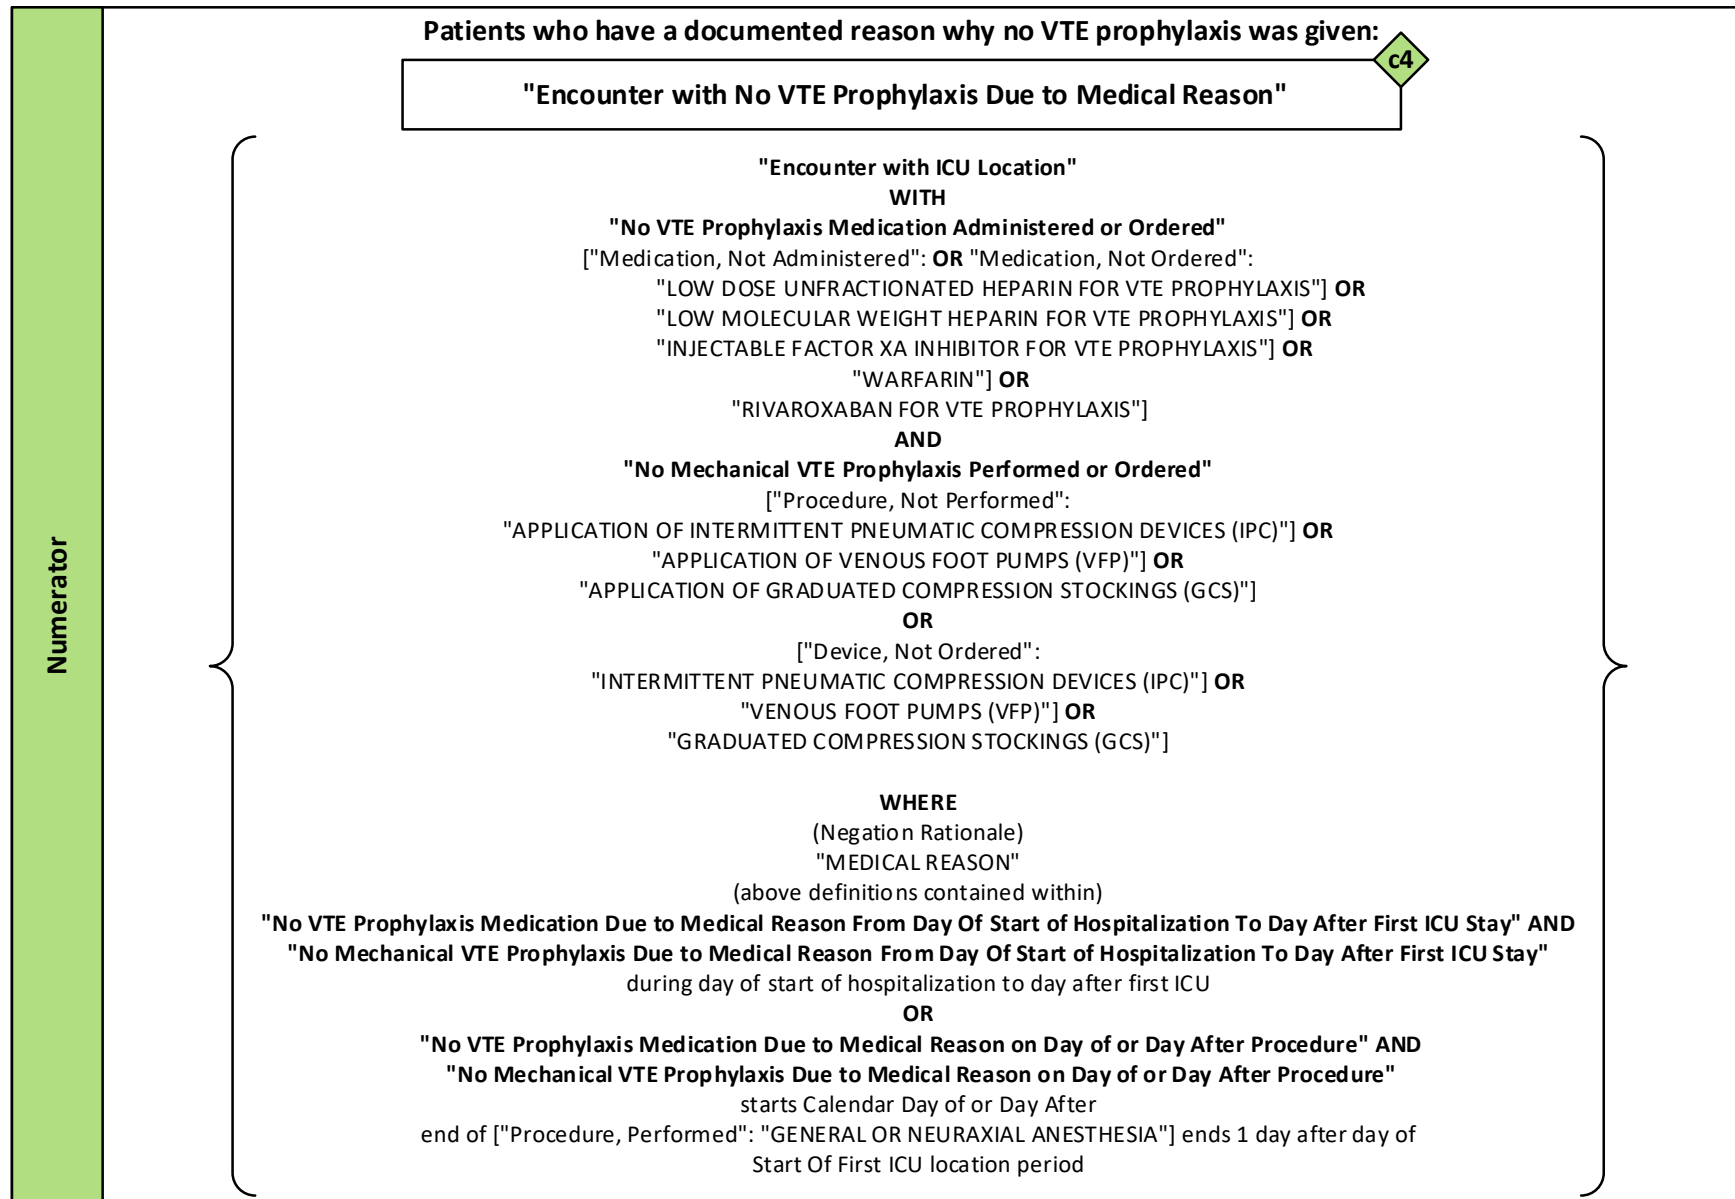 Patients who have a documented reason why no VTE prophylaxis was given:
c4
"Encounter with No VTE Prophylaxis Due to Medical Reason"
Numerator
"Encounter with ICU Location"
WITH
"No VTE Prophylaxis Medication Administered or Ordered"
["Medication, Not Administered": OR "Medication, Not Ordered":
"LOW DOSE UNFRACTIONATED HEPARIN FOR VTE PROPHYLAXIS"] OR
"LOW MOLECULAR WEIGHT HEPARIN FOR VTE PROPHYLAXIS"] OR
"INJECTABLE FACTOR XA INHIBITOR FOR VTE PROPHYLAXIS"] OR
"WARFARIN"] OR
"RIVAROXABAN FOR VTE PROPHYLAXIS"]
AND
"No Mechanical VTE Prophylaxis Performed or Ordered"
["Procedure, Not Performed":
"APPLICATION OF INTERMITTENT PNEUMATIC COMPRESSION DEVICES (IPC)"] OR
"APPLICATION OF VENOUS FOOT PUMPS (VFP)"] OR
"APPLICATION OF GRADUATED COMPRESSION STOCKINGS (GCS)"]
OR
["Device, Not Ordered":
"INTERMITTENT PNEUMATIC COMPRESSION DEVICES (IPC)"] OR
"VENOUS FOOT PUMPS (VFP)"] OR
"GRADUATED COMPRESSION STOCKINGS (GCS)"]
WHERE
(Negation Rationale)
"MEDICAL REASON"
(above definitions contained within)
"No VTE Prophylaxis Medication Due to Medical Reason From Day Of Start of Hospitalization To Day After First ICU Stay" AND
"No Mechanical VTE Prophylaxis Due to Medical Reason From Day Of Start of Hospitalization To Day After First ICU Stay"
during day of start of hospitalization to day after first ICU
OR
"No VTE Prophylaxis Medication Due to Medical Reason on Day of or Day After Procedure" AND
"No Mechanical VTE Prophylaxis Due to Medical Reason on Day of or Day After Procedure"
starts Calendar Day of or Day After
end of ["Procedure, Performed": "GENERAL OR NEURAXIAL ANESTHESIA"] ends 1 day after day of
Start Of First ICU location period